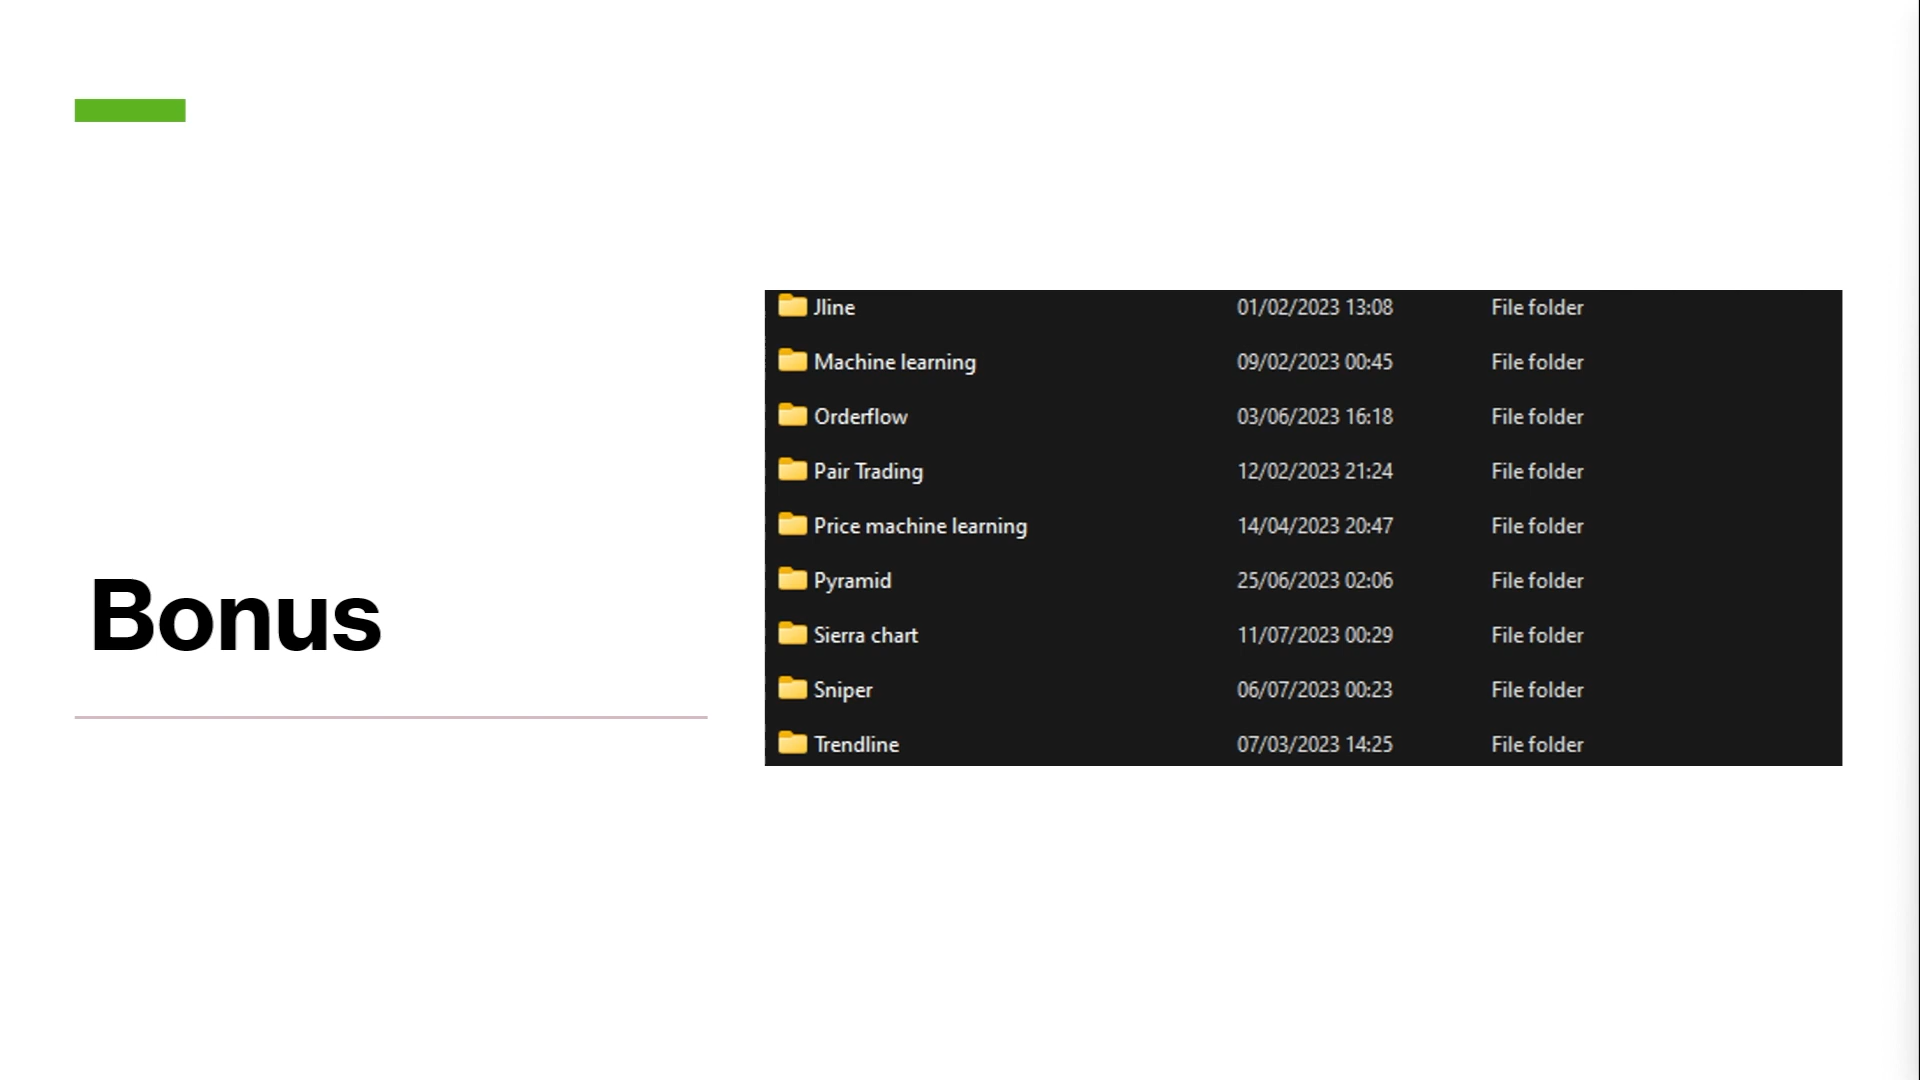 Bonus
Jline 01/02/2023 13:08 File folder
Machine learning 09/02/2023 00:45 File folder
Orderflow 03/06/2023 16:18 File folder
Pair Trading 12/02/2023 21:24 File folder
Price machine learning 14/04/2023 20:47 File folder
Pyramid 25/06/2023 02:06 File folder
Sierra chart 11/07/2023 00:29 File folder
Sniper 06/07/2023 00:23 File folder
Trendline 07/03/2023 14:25 File folder